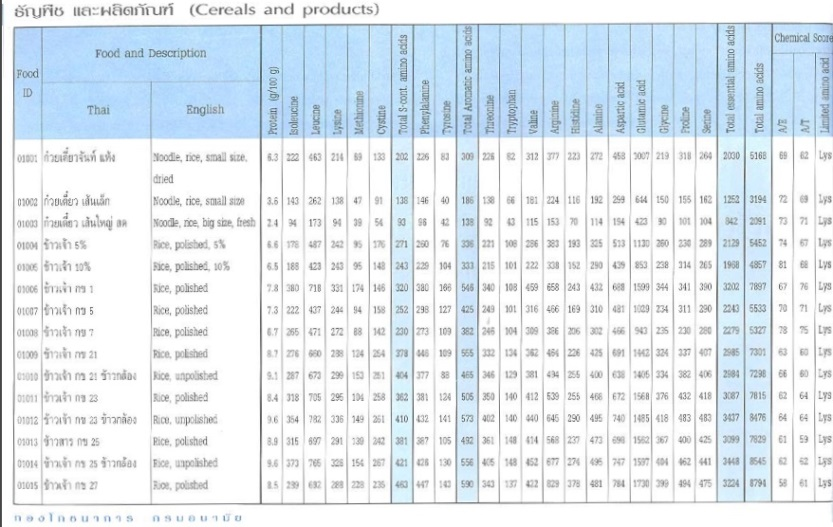 ธัญพืช และผลิตภัณฑ์ (Cereals and products)
Food ID
Food and Description
Thai
English
Protein (g/100 g)
Isoleucine
Leucine
Lysine
Methionine
Cystine
Total S-cont. amino acids
Phenylalanine
Tyrosine
Total Aromatic amino acids
Threonine
Tryptophan
Valine
Arginine
Histidine
Alanine
Aspartic acid
Glutamic acid
Glycine
Proline
Serine
Total essential amino acids
Total amino acids
Chemical Score
A/E
A/T
Limited amino acid
01001 ก๋วยเตี๋ยวจันท์ แห้ง Noodle, rice, small size, dried 6.3 222 463 214 69 133 202 226 83 309 226 82 312 377 223 272 458 1007 219 318 264 2030 5168 69 62 Lys
01002 ก๋วยเตี๋ยว เส้นเล็ก Noodle, rice, small size 3.6 143 262 138 47 91 138 146 40 186 138 66 181 224 116 192 259 644 150 155 162 1252 3194 72 69 Lys
01003 ก๋วยเตี๋ยว เส้นใหญ่ สด Noodle, rice, big size, fresh 2.4 94 173 94 39 54 93 96 42 138 92 43 115 153 70 114 194 423 90 101 104 842 2091 73 71 Lys
01004 ข้าวเจ้า 5% Rice, polished, 5% 6.6 178 487 242 95 176 271 260 76 336 221 108 286 383 193 325 513 1130 260 230 289 2129 5452 74 67 Lys
01005 ข้าวเจ้า 10% Rice, polished, 10% 6.5 188 423 243 95 148 243 229 104 333 215 101 222 338 152 290 439 853 238 314 265 1968 4857 81 68 Lys
01006 ข้าวเจ้า กข 1 Rice, polished 7.8 380 718 331 174 146 320 380 166 546 340 108 459 658 243 432 688 1599 344 341 390 3202 7897 67 76 Lys
01007 ข้าวเจ้า กข 5 Rice, polished 7.3 222 437 244 94 158 252 298 127 425 249 101 316 466 169 310 481 1029 234 311 290 2243 5533 70 71 Lys
01008 ข้าวเจ้า กข 7 Rice, polished 6.7 265 471 272 88 142 230 273 109 382 246 104 309 386 206 302 466 943 235 230 280 2279 5327 78 75 Lys
01009 ข้าวเจ้า กข 21 Rice, polished 8.7 276 660 288 124 254 378 446 109 555 332 134 362 464 226 426 691 1442 324 337 407 2985 7301 63 60 Lys
01010 ข้าวเจ้า กข 21 ข้าวกล้อง Rice, unpolished 9.1 287 673 299 153 251 404 377 88 465 346 129 381 494 255 400 638 1405 334 382 406 2984 7298 66 60 Lys
01011 ข้าวเจ้า กข 23 Rice, polished 8.4 318 705 295 104 258 362 381 124 505 350 140 412 539 255 466 672 1568 376 432 418 3087 7815 62 64 Lys
01012 ข้าวเจ้า กข 23 ข้าวกล้อง Rice, unpolished 9.6 354 782 336 149 261 410 432 141 573 402 140 440 645 290 495 740 1485 418 483 483 3437 8476 64 64 Lys
01013 ข้าวสาร กข 25 Rice, polished 8.9 315 697 291 139 242 381 387 105 492 361 148 414 568 237 473 698 1562 367 400 425 3099 7829 61 59 Lys
01014 ข้าวเจ้า กข 25 ข้าวกล้อง Rice, unpolished 9.6 373 765 326 154 267 421 426 130 556 405 148 452 677 274 495 747 1597 404 462 441 3448 8545 62 62 Lys
01015 ข้าวเจ้า กข 27 Rice, polished 8.5 299 692 288 228 235 463 447 143 590 343 137 432 829 378 481 784 1730 399 494 475 3224 8794 58 61 Lys
กองโภชนาการ กรมอนามัย